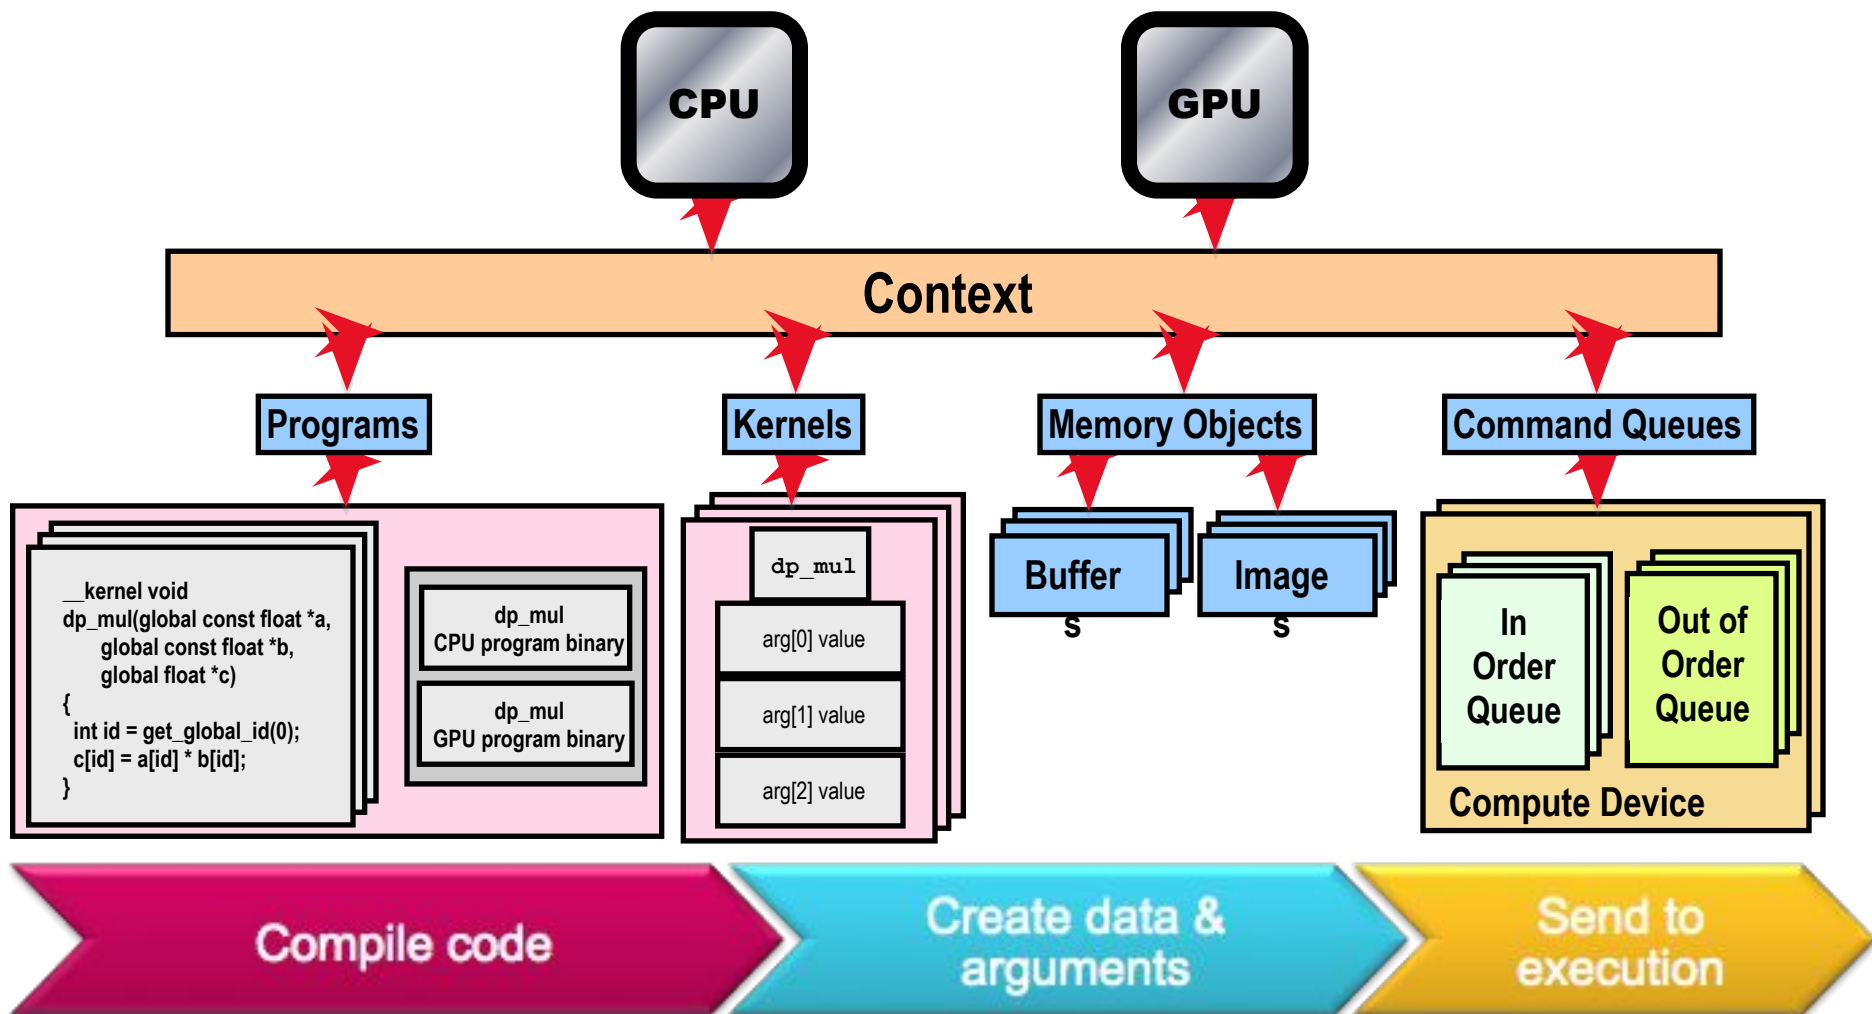 CPU
GPU
Context
Programs
Kernels
Memory Objects
Command Queues
__kernel void
dp_mul(global const float *a,
global const float *b,
global float *c)
{
int id = get_global_id(0);
c[id] = a[id] * b[id];
}
dp_mul
CPU program binary
dp_mul
GPU program binary
dp_mul
arg[0] value
arg[1] value
arg[2] value
Buffer
s
Image
s
In
Order
Queue
Out of
Order
Queue
Compute Device
Compile code
Create data &
arguments
Send to
execution